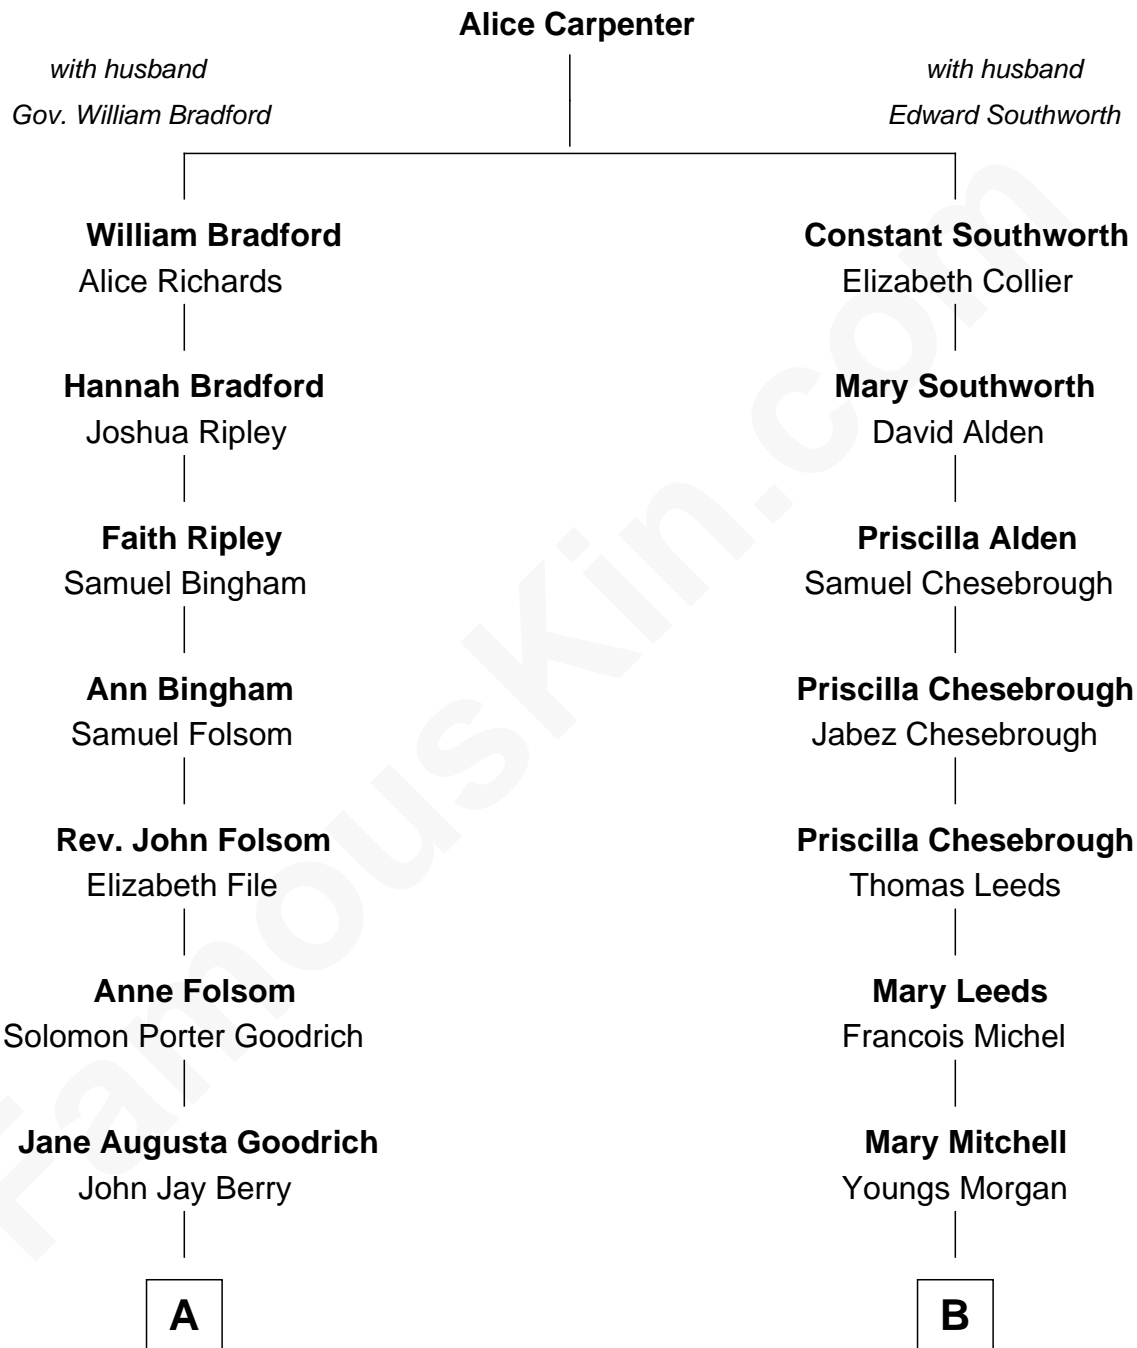 Alice Carpenter
with husband
Gov. William Bradford
with husband
Edward Southworth
William Bradford
Alice Richards
Hannah Bradford
Joshua Ripley
Faith Ripley
Samuel Bingham
Ann Bingham
Samuel Folsom
Rev. John Folsom
Elizabeth File
Anne Folsom
Solomon Porter Goodrich
Jane Augusta Goodrich
John Jay Berry
A
Constant Southworth
Elizabeth Collier
Mary Southworth
David Alden
Priscilla Alden
Samuel Chesebrough
Priscilla Chesebrough
Jabez Chesebrough
Priscilla Chesebrough
Thomas Leeds
Mary Leeds
Francois Michel
Mary Mitchell
Youngs Morgan
B
FamousKin.com